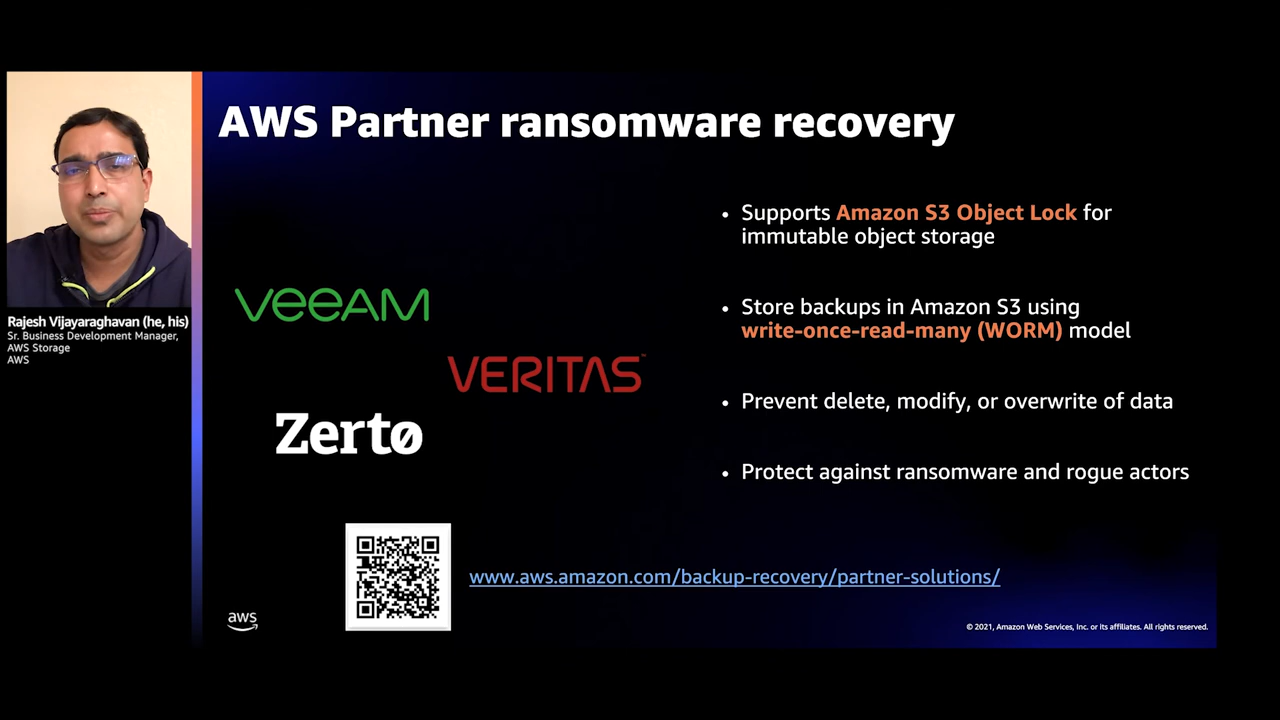 AWS Partner ransomware recovery
Rajesh Vijayaraghavan (he, his)
Sr. Business Development Manager,
AWS Storage
AWS
veeAM
VERITAS™
Zertø
• Supports Amazon S3 Object Lock for
immutable object storage
• Store backups in Amazon S3 using
write-once-read-many (WORM) model
• Prevent delete, modify, or overwrite of data
• Protect against ransomware and rogue actors
www.aws.amazon.com/backup-recovery/partner-solutions/
aws
© 2021, Amazon Web Services, Inc. or its affiliates. All rights reserved.